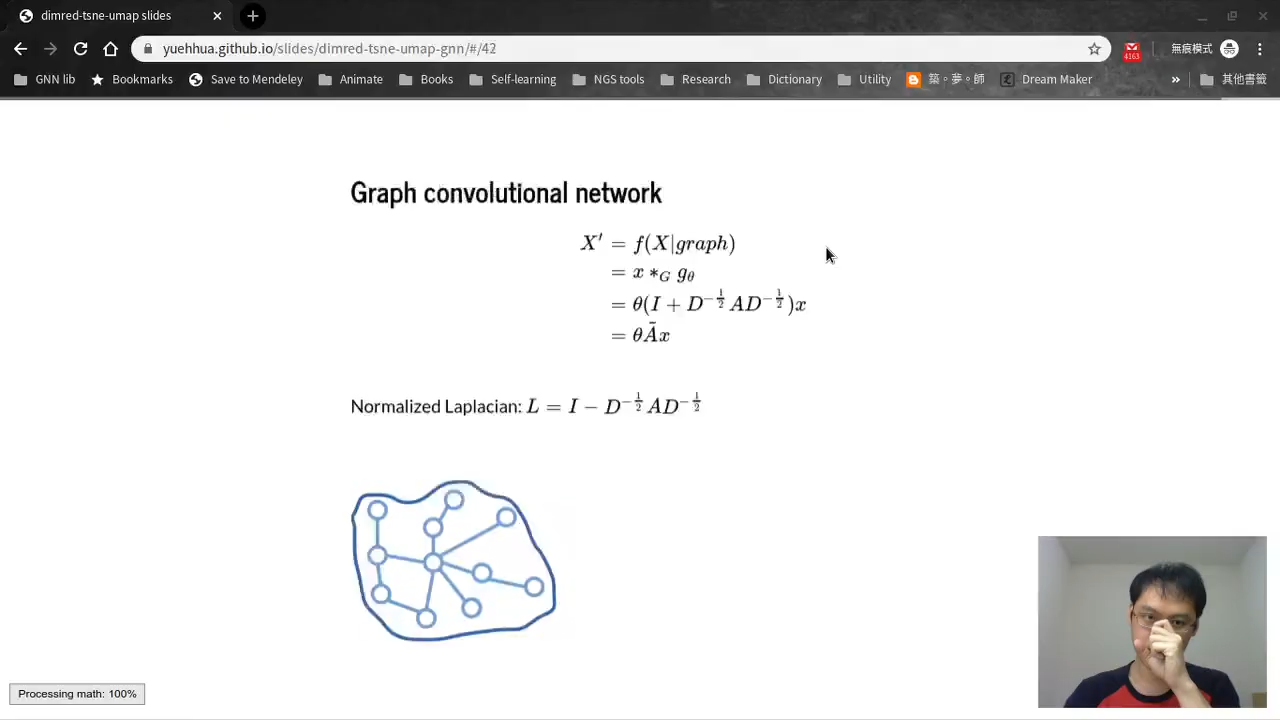 dimred-tsne-umap slides
yuehhua.github.io/slides/dimred-tsne-umap-gnn/#/42
4163
無痕模式
GNN lib Bookmarks Save to Mendeley Animate Books Self-learning NGS tools Research Dictionary Utility 築。夢。師 Dream Maker » 其他書籤
Graph convolutional network
X′ = f(X|graph)
= x *_G g_θ
= θ(I + D^{-1/2} A D^{-1/2})x
= θÃx
Normalized Laplacian: L = I − D^{-1/2} A D^{-1/2}
Processing math: 100%